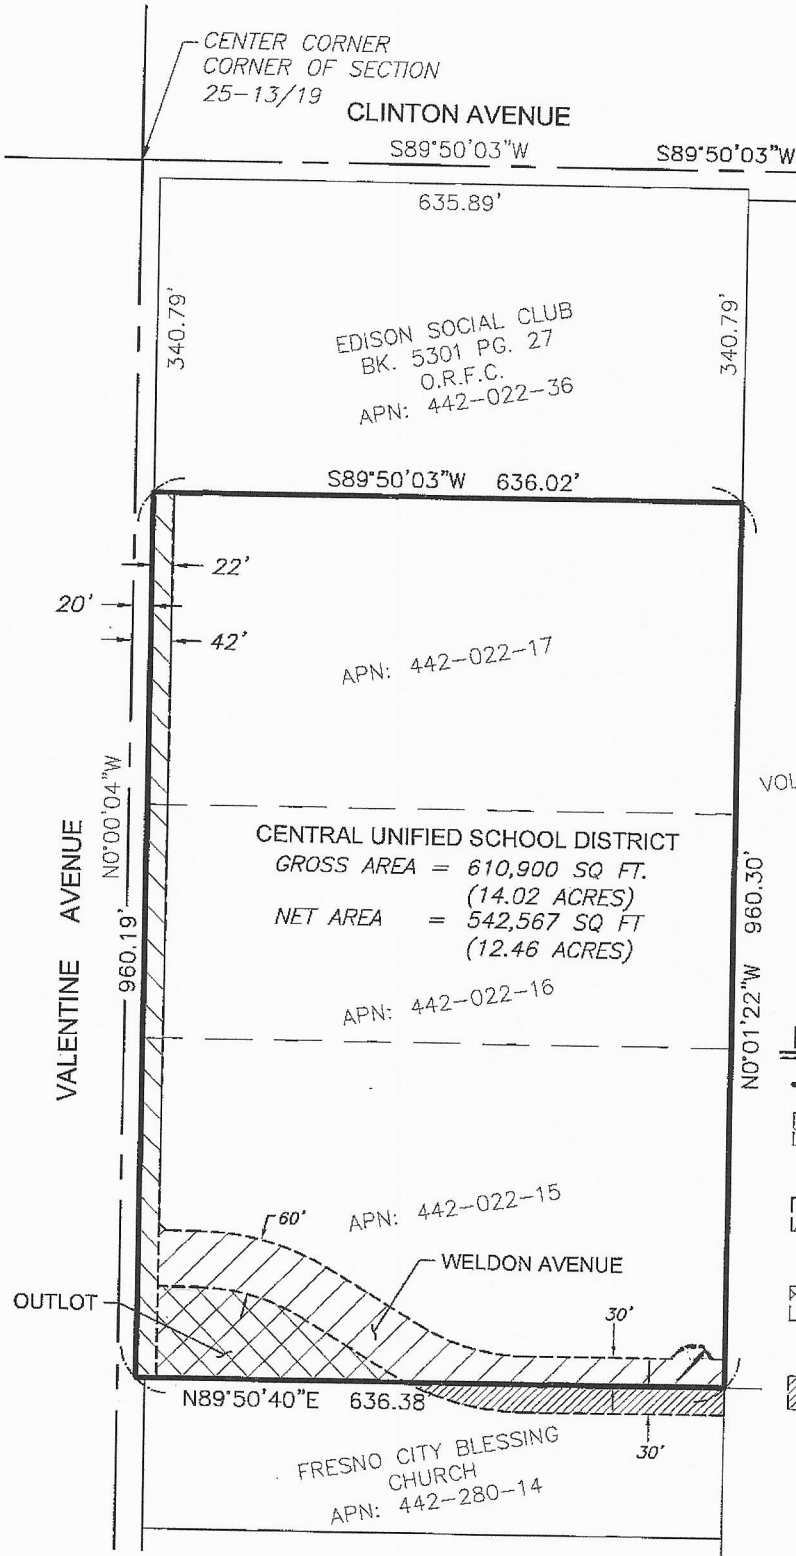 CENTER CORNER
CORNER OF SECTION
25-13/19
CLINTON AVENUE
S89°50'03"W
S89°50'03"W
635.89'
340.79'
340.79'
EDISON SOCIAL CLUB
BK. 5301 PG. 27
O.R.F.C.
APN: 442-022-36
S89°50'03"W 636.02'
22'
20'
42'
APN: 442-022-17
VALENTINE AVENUE
N0°00'04"W
960.19'
CENTRAL UNIFIED SCHOOL DISTRICT
GROSS AREA = 610,900 SQ FT.
(14.02 ACRES)
NET AREA = 542,567 SQ FT
(12.46 ACRES)
VOL
N0°01'22"W 960.30'
APN: 442-022-16
APN: 442-022-15
60'
WELDON AVENUE
OUTLOT
30'
N89°50'40"E 636.38
30'
FRESNO CITY BLESSING
CHURCH
APN: 442-280-14